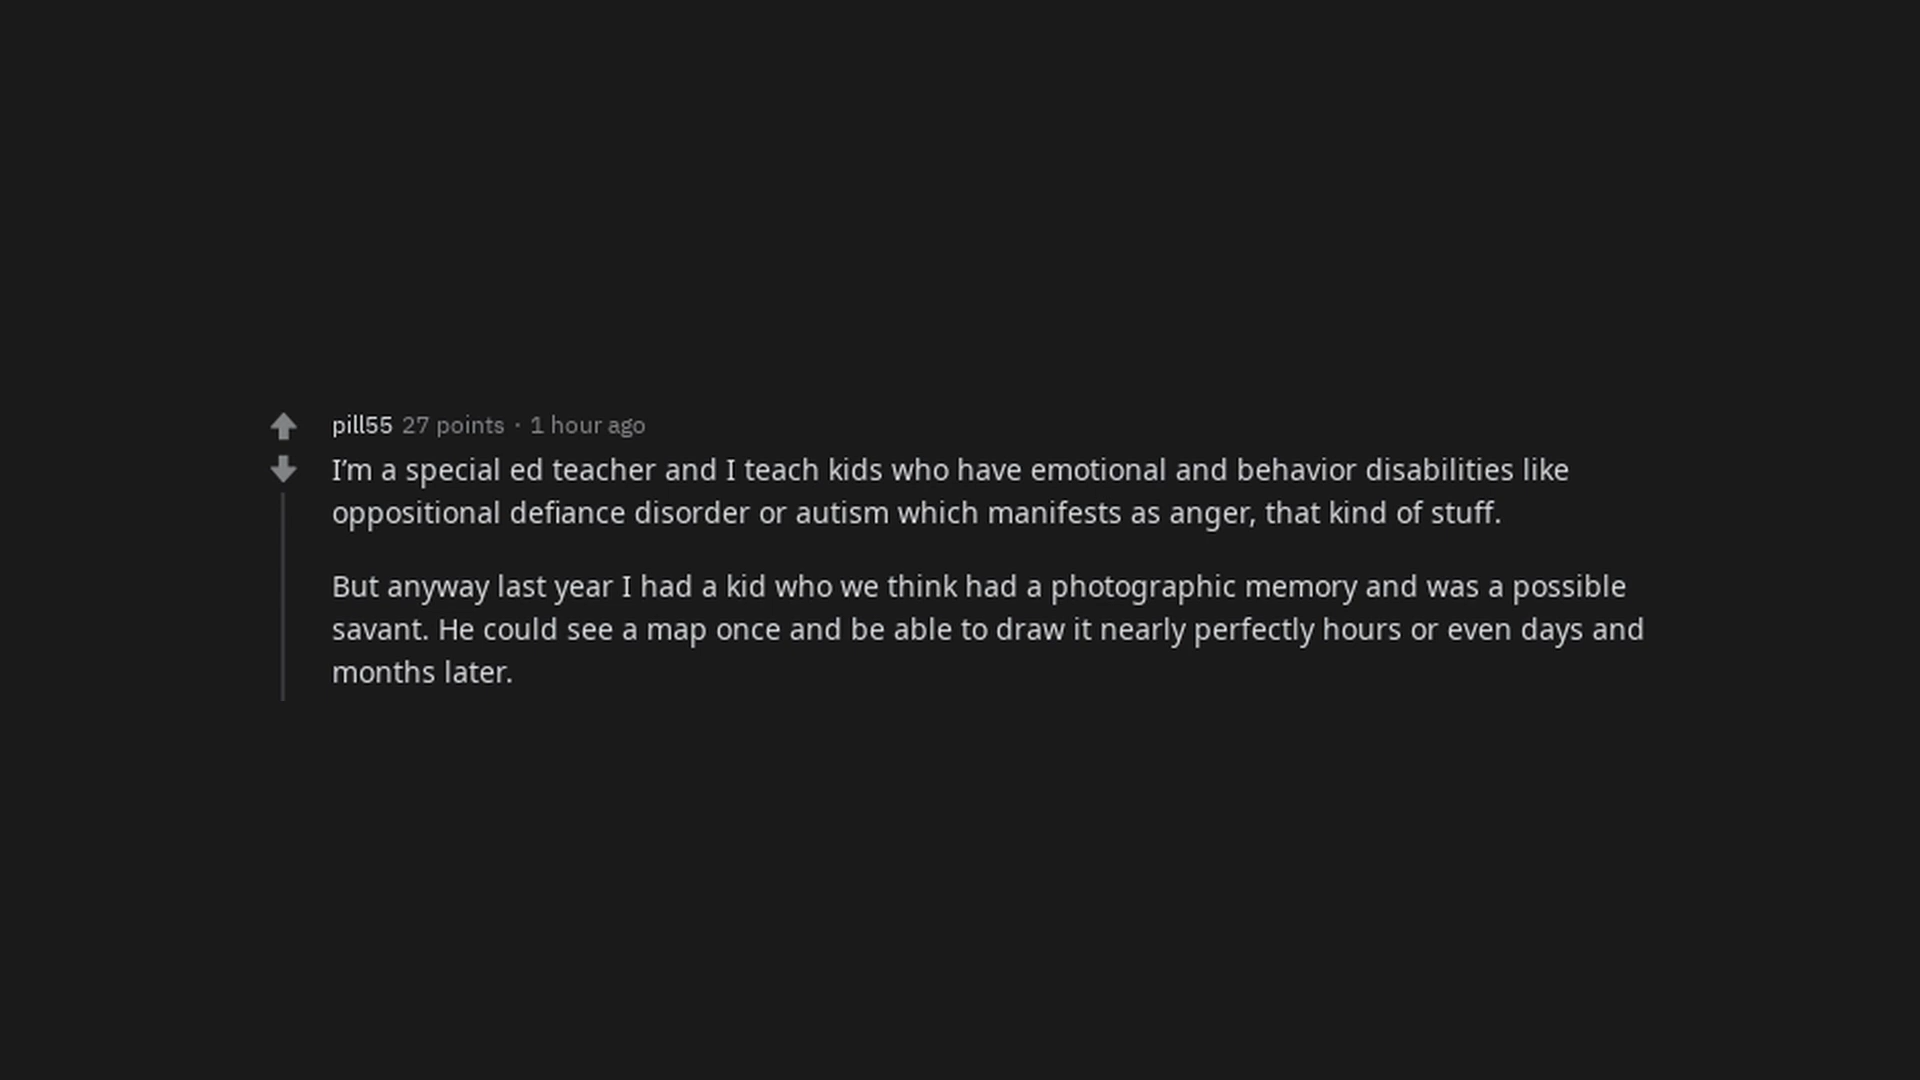 pill55 27 points · 1 hour ago
I’m a special ed teacher and I teach kids who have emotional and behavior disabilities like
oppositional defiance disorder or autism which manifests as anger, that kind of stuff.
But anyway last year I had a kid who we think had a photographic memory and was a possible
savant. He could see a map once and be able to draw it nearly perfectly hours or even days and
months later.